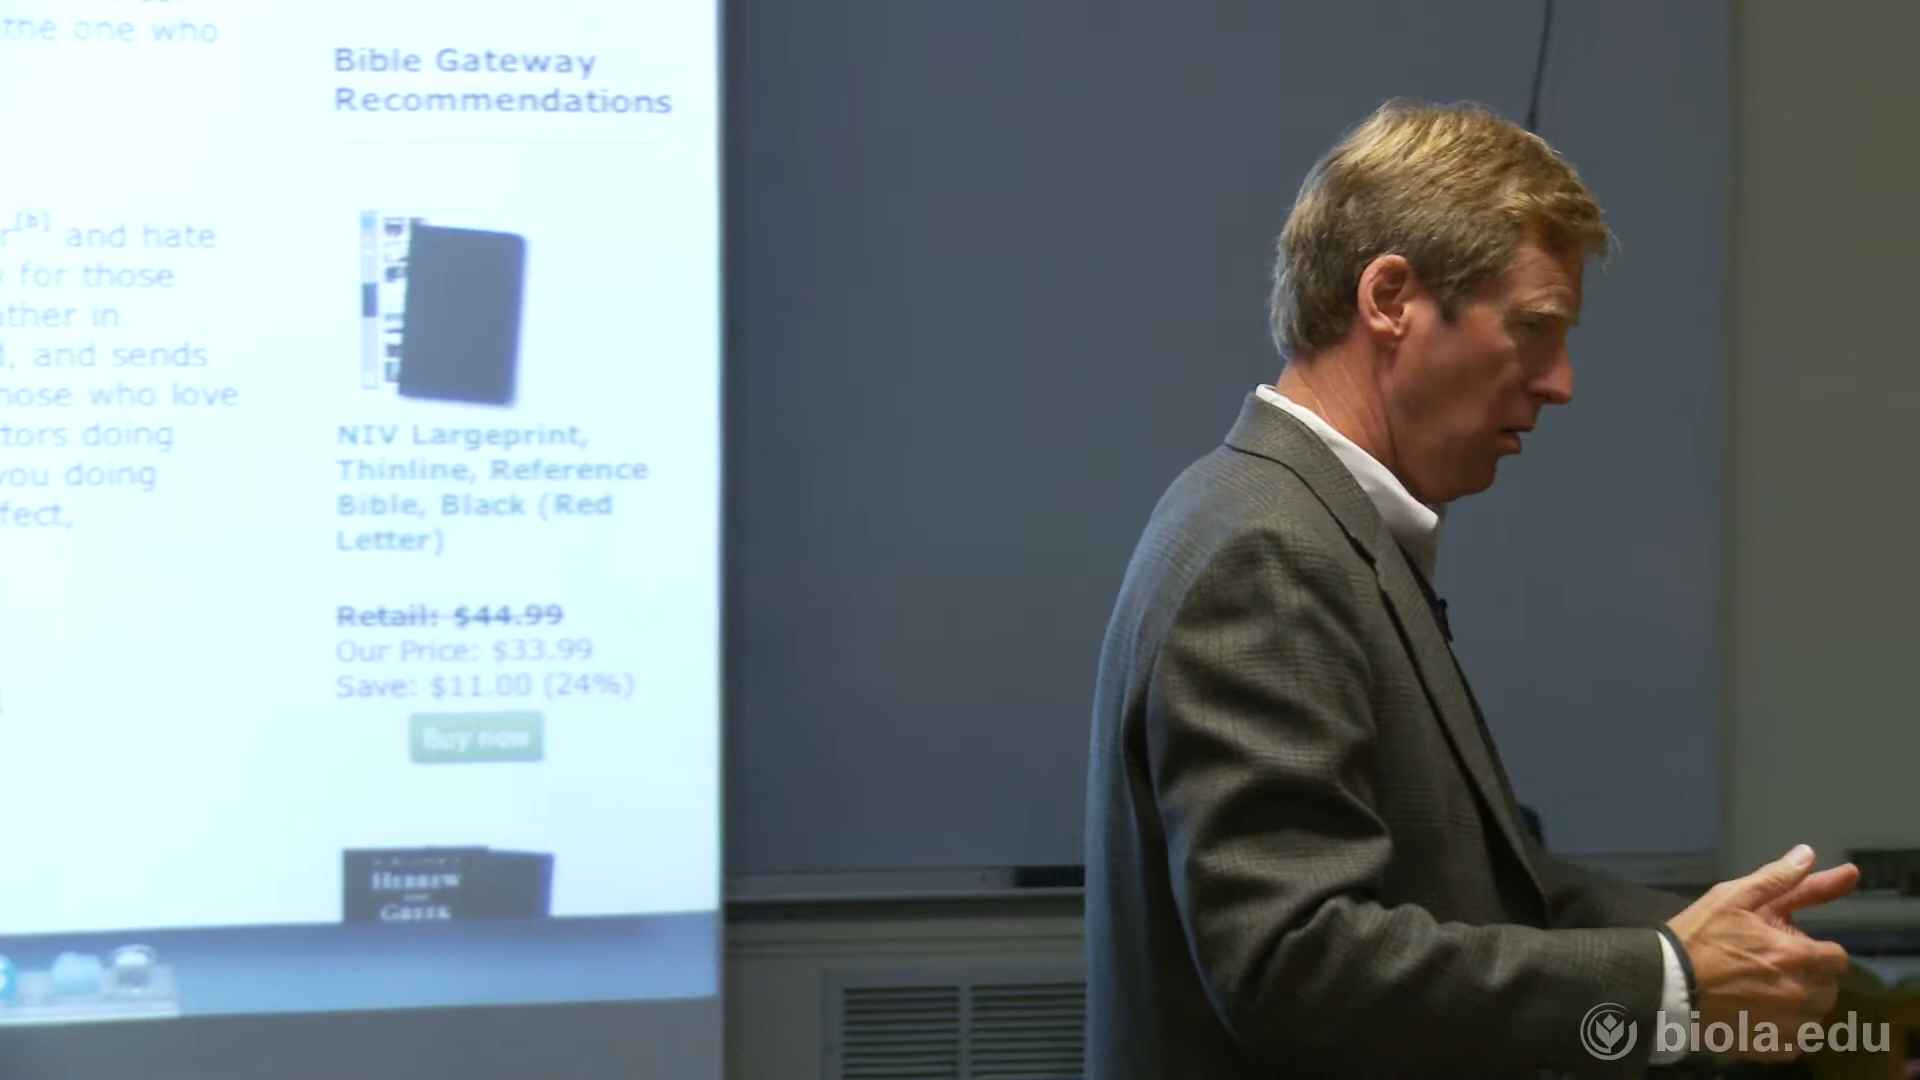 the one who
r[b] and hate
for those
ther in
, and sends
hose who love
tors doing
you doing
fect,
Bible Gateway
Recommendations
NIV Largeprint,
Thinline, Reference
Bible, Black (Red
Letter)
Retail: $44.99
Our Price: $33.99
Save: $11.00 (24%)
Buy now
HEBREW
GREEK
biola.edu